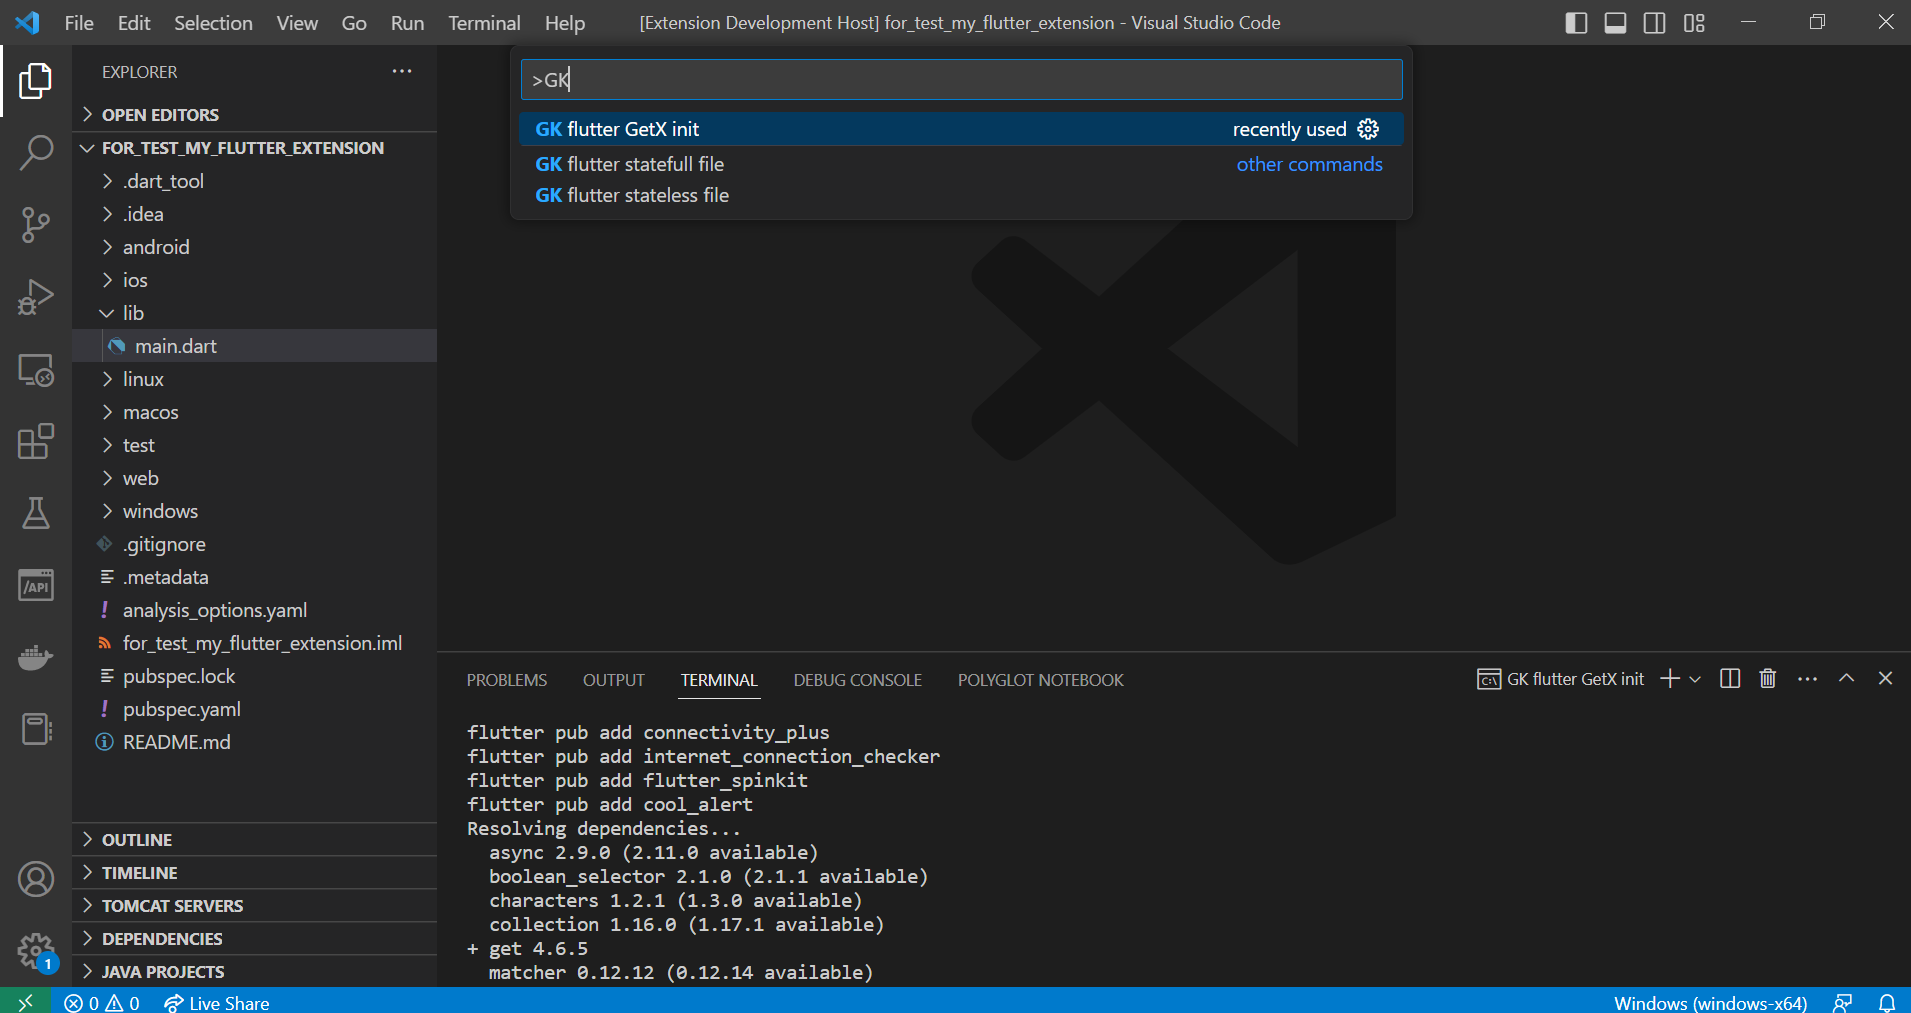 File Edit Selection View Go Run Terminal Help [Extension Development Host] for_test_my_flutter_extension - Visual Studio Code
EXPLORER
OPEN EDITORS
FOR_TEST_MY_FLUTTER_EXTENSION
.dart_tool
.idea
android
ios
lib
main.dart
linux
macos
test
web
windows
.gitignore
.metadata
! analysis_options.yaml
for_test_my_flutter_extension.iml
pubspec.lock
! pubspec.yaml
README.md
OUTLINE
TIMELINE
TOMCAT SERVERS
DEPENDENCIES
JAVA PROJECTS
/API
1
>GK
GK flutter GetX init recently used
GK flutter statefull file other commands
GK flutter stateless file
PROBLEMS OUTPUT TERMINAL DEBUG CONSOLE POLYGLOT NOTEBOOK GK flutter GetX init
flutter pub add connectivity_plus
flutter pub add internet_connection_checker
flutter pub add flutter_spinkit
flutter pub add cool_alert
Resolving dependencies...
async 2.9.0 (2.11.0 available)
boolean_selector 2.1.0 (2.1.1 available)
characters 1.2.1 (1.3.0 available)
collection 1.16.0 (1.17.1 available)
+ get 4.6.5
matcher 0.12.12 (0.12.14 available)
0 0 Live Share Windows (windows-x64)